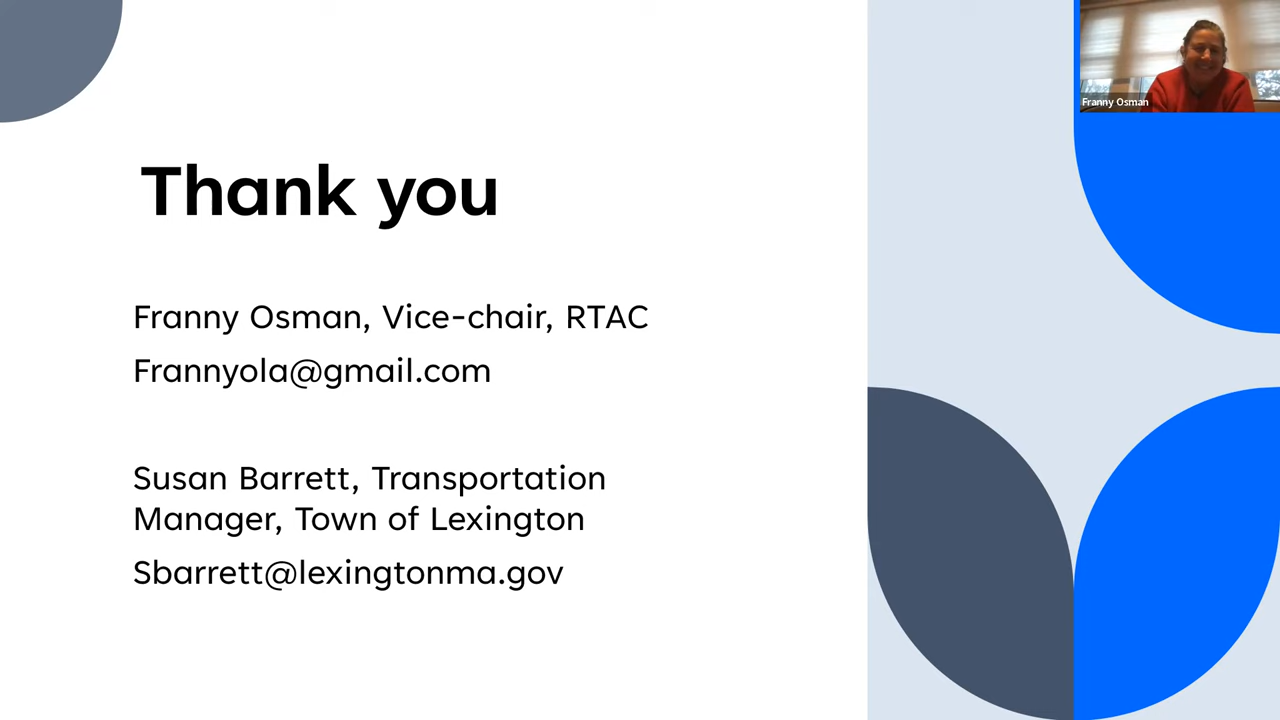 Franny Osman
Thank you
Franny Osman, Vice-chair, RTAC
Frannyola@gmail.com
Susan Barrett, Transportation
Manager, Town of Lexington
Sbarrett@lexingtonma.gov